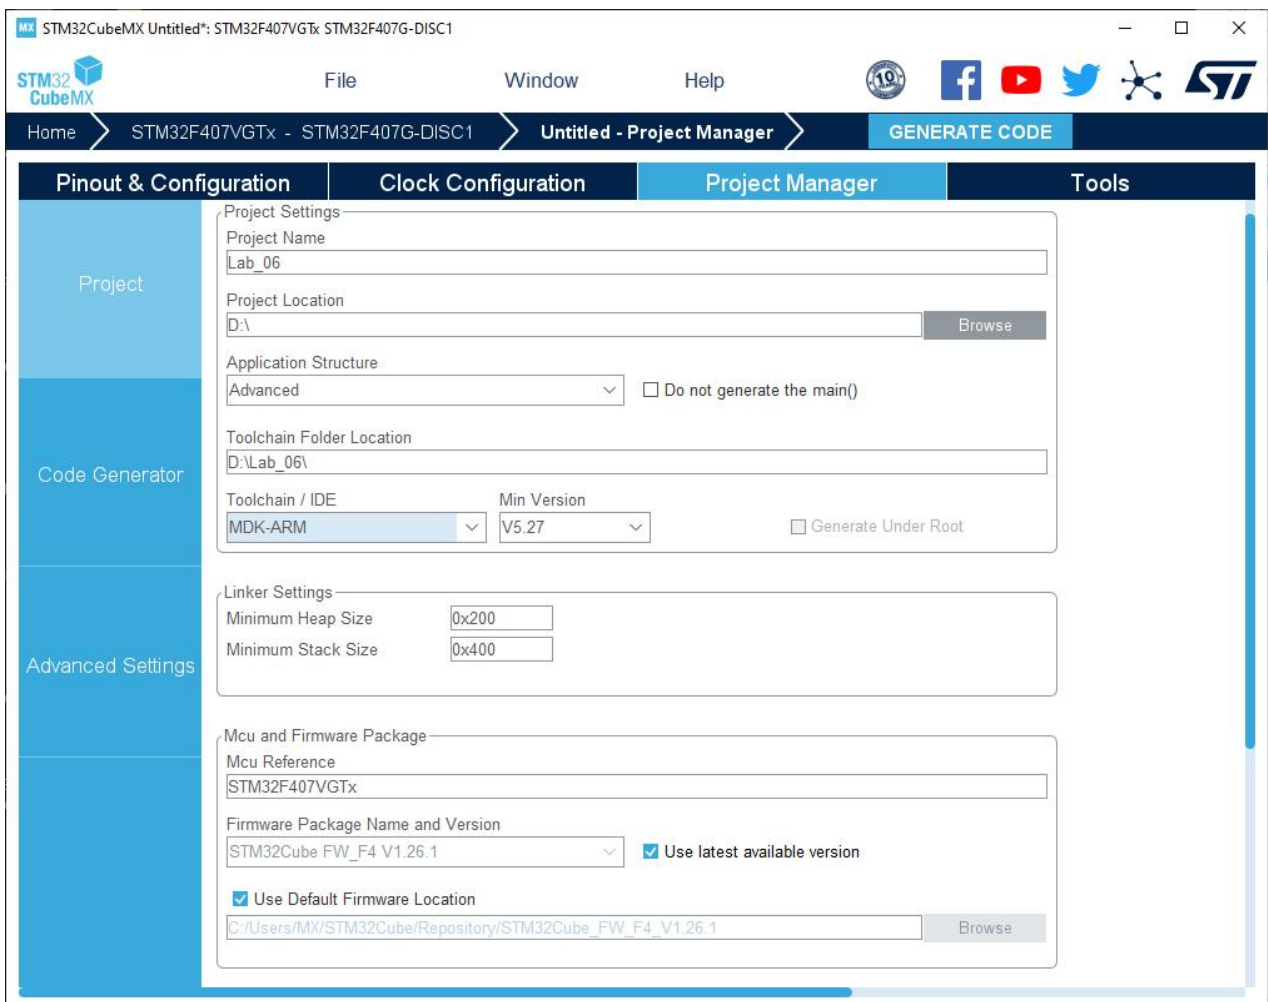 MX STM32CubeMX Untitled*: STM32F407VGTx STM32F407G-DISC1
STM32
CubeMX
File Window Help
10
Home STM32F407VGTx - STM32F407G-DISC1 Untitled - Project Manager GENERATE CODE
Pinout & Configuration Clock Configuration Project Manager Tools
Project
Code Generator
Advanced Settings
Project Settings
Project Name
Lab_06
Project Location
D:\ Browse
Application Structure
Advanced Do not generate the main()
Toolchain Folder Location
D:\Lab_06\
Toolchain / IDE Min Version
MDK-ARM V5.27 Generate Under Root
Linker Settings
Minimum Heap Size 0x200
Minimum Stack Size 0x400
Mcu and Firmware Package
Mcu Reference
STM32F407VGTx
Firmware Package Name and Version
STM32Cube FW_F4 V1.26.1 Use latest available version
Use Default Firmware Location
C:/Users/MX/STM32Cube/Repository/STM32Cube_FW_F4_V1.26.1 Browse